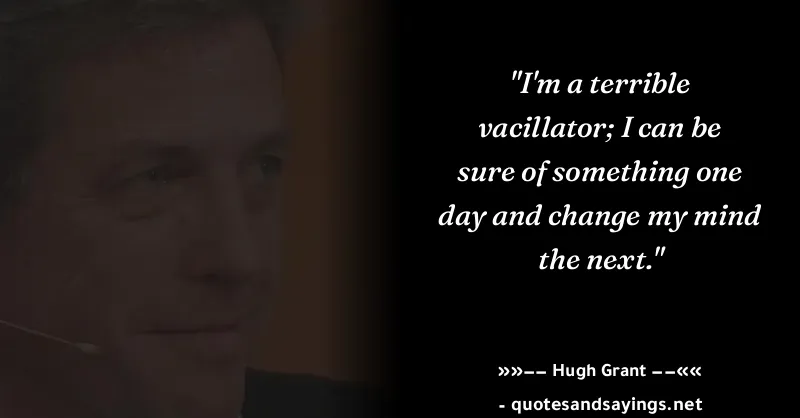 "I'm a terrible
vacillator; I can be
sure of something one
day and change my mind
the next."
»»—— Hugh Grant ——««
- quotesandsayings.net